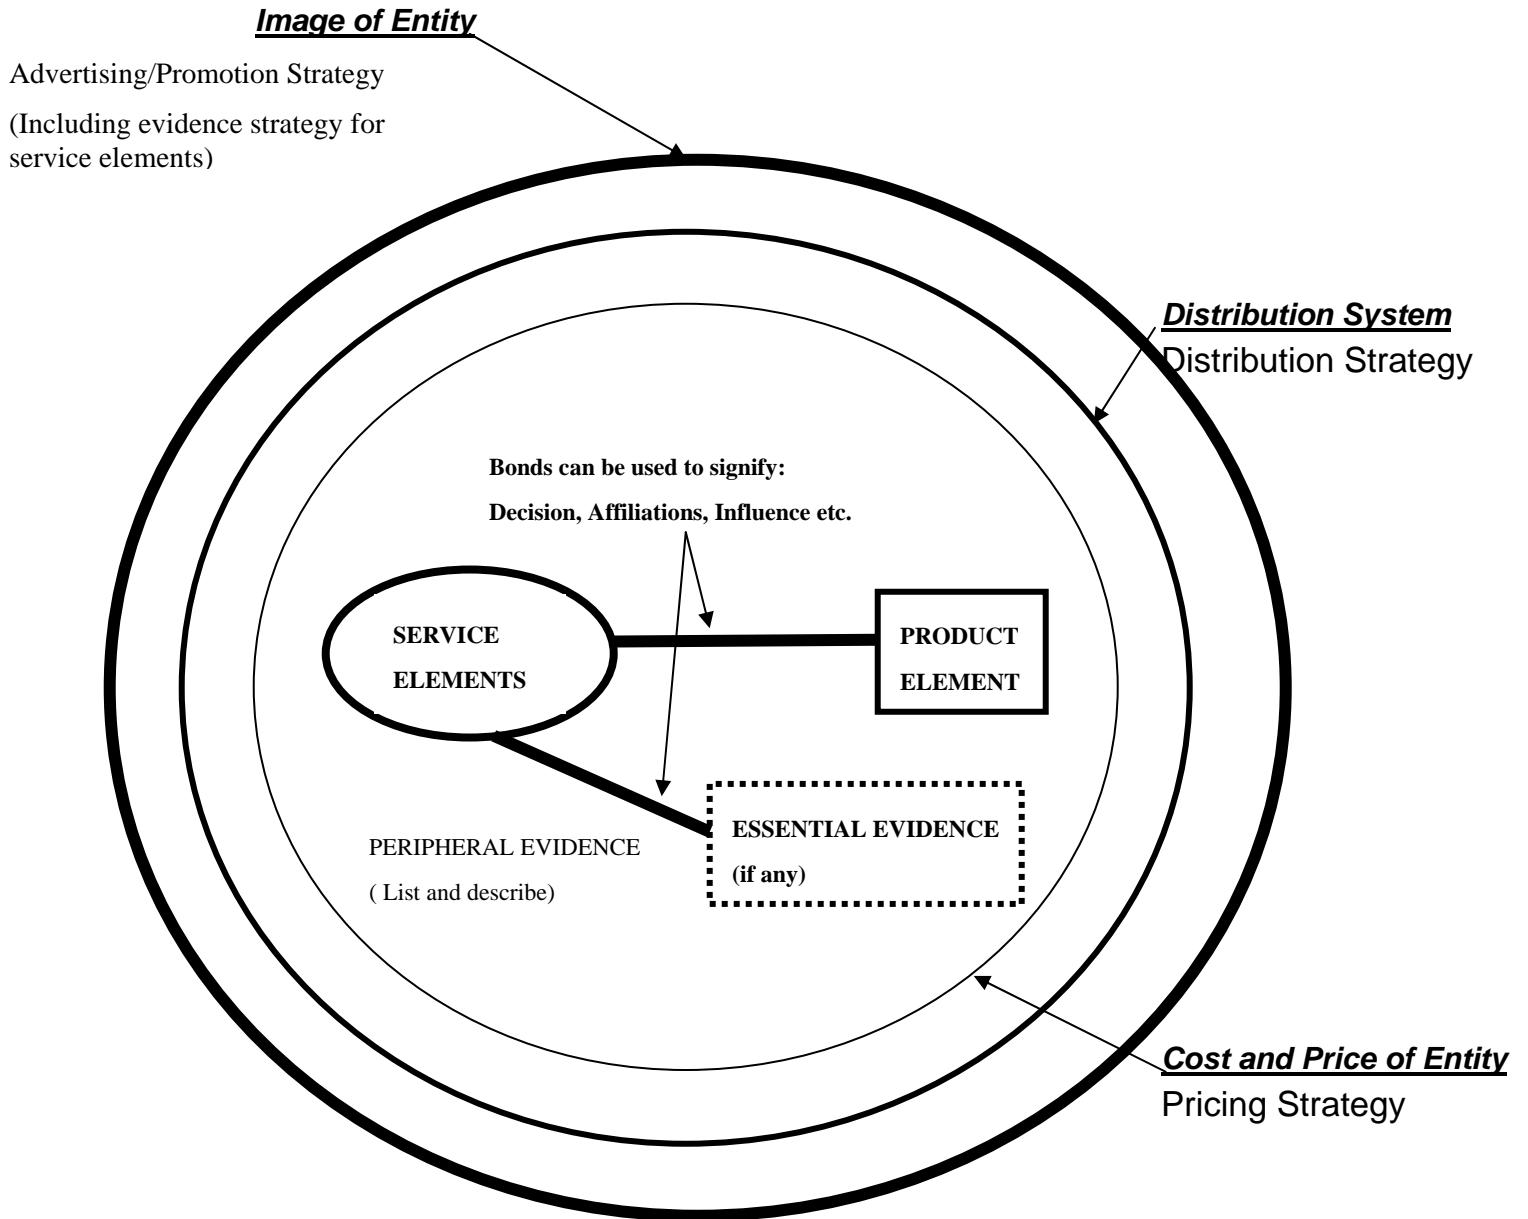 Image of Entity
Advertising/Promotion Strategy
(Including evidence strategy for
service elements)
Distribution System
Distribution Strategy
Bonds can be used to signify:
Decision, Affiliations, Influence etc.
SERVICE
ELEMENTS
PRODUCT
ELEMENT
ESSENTIAL EVIDENCE
(if any)
PERIPHERAL EVIDENCE
( List and describe)
Cost and Price of Entity
Pricing Strategy